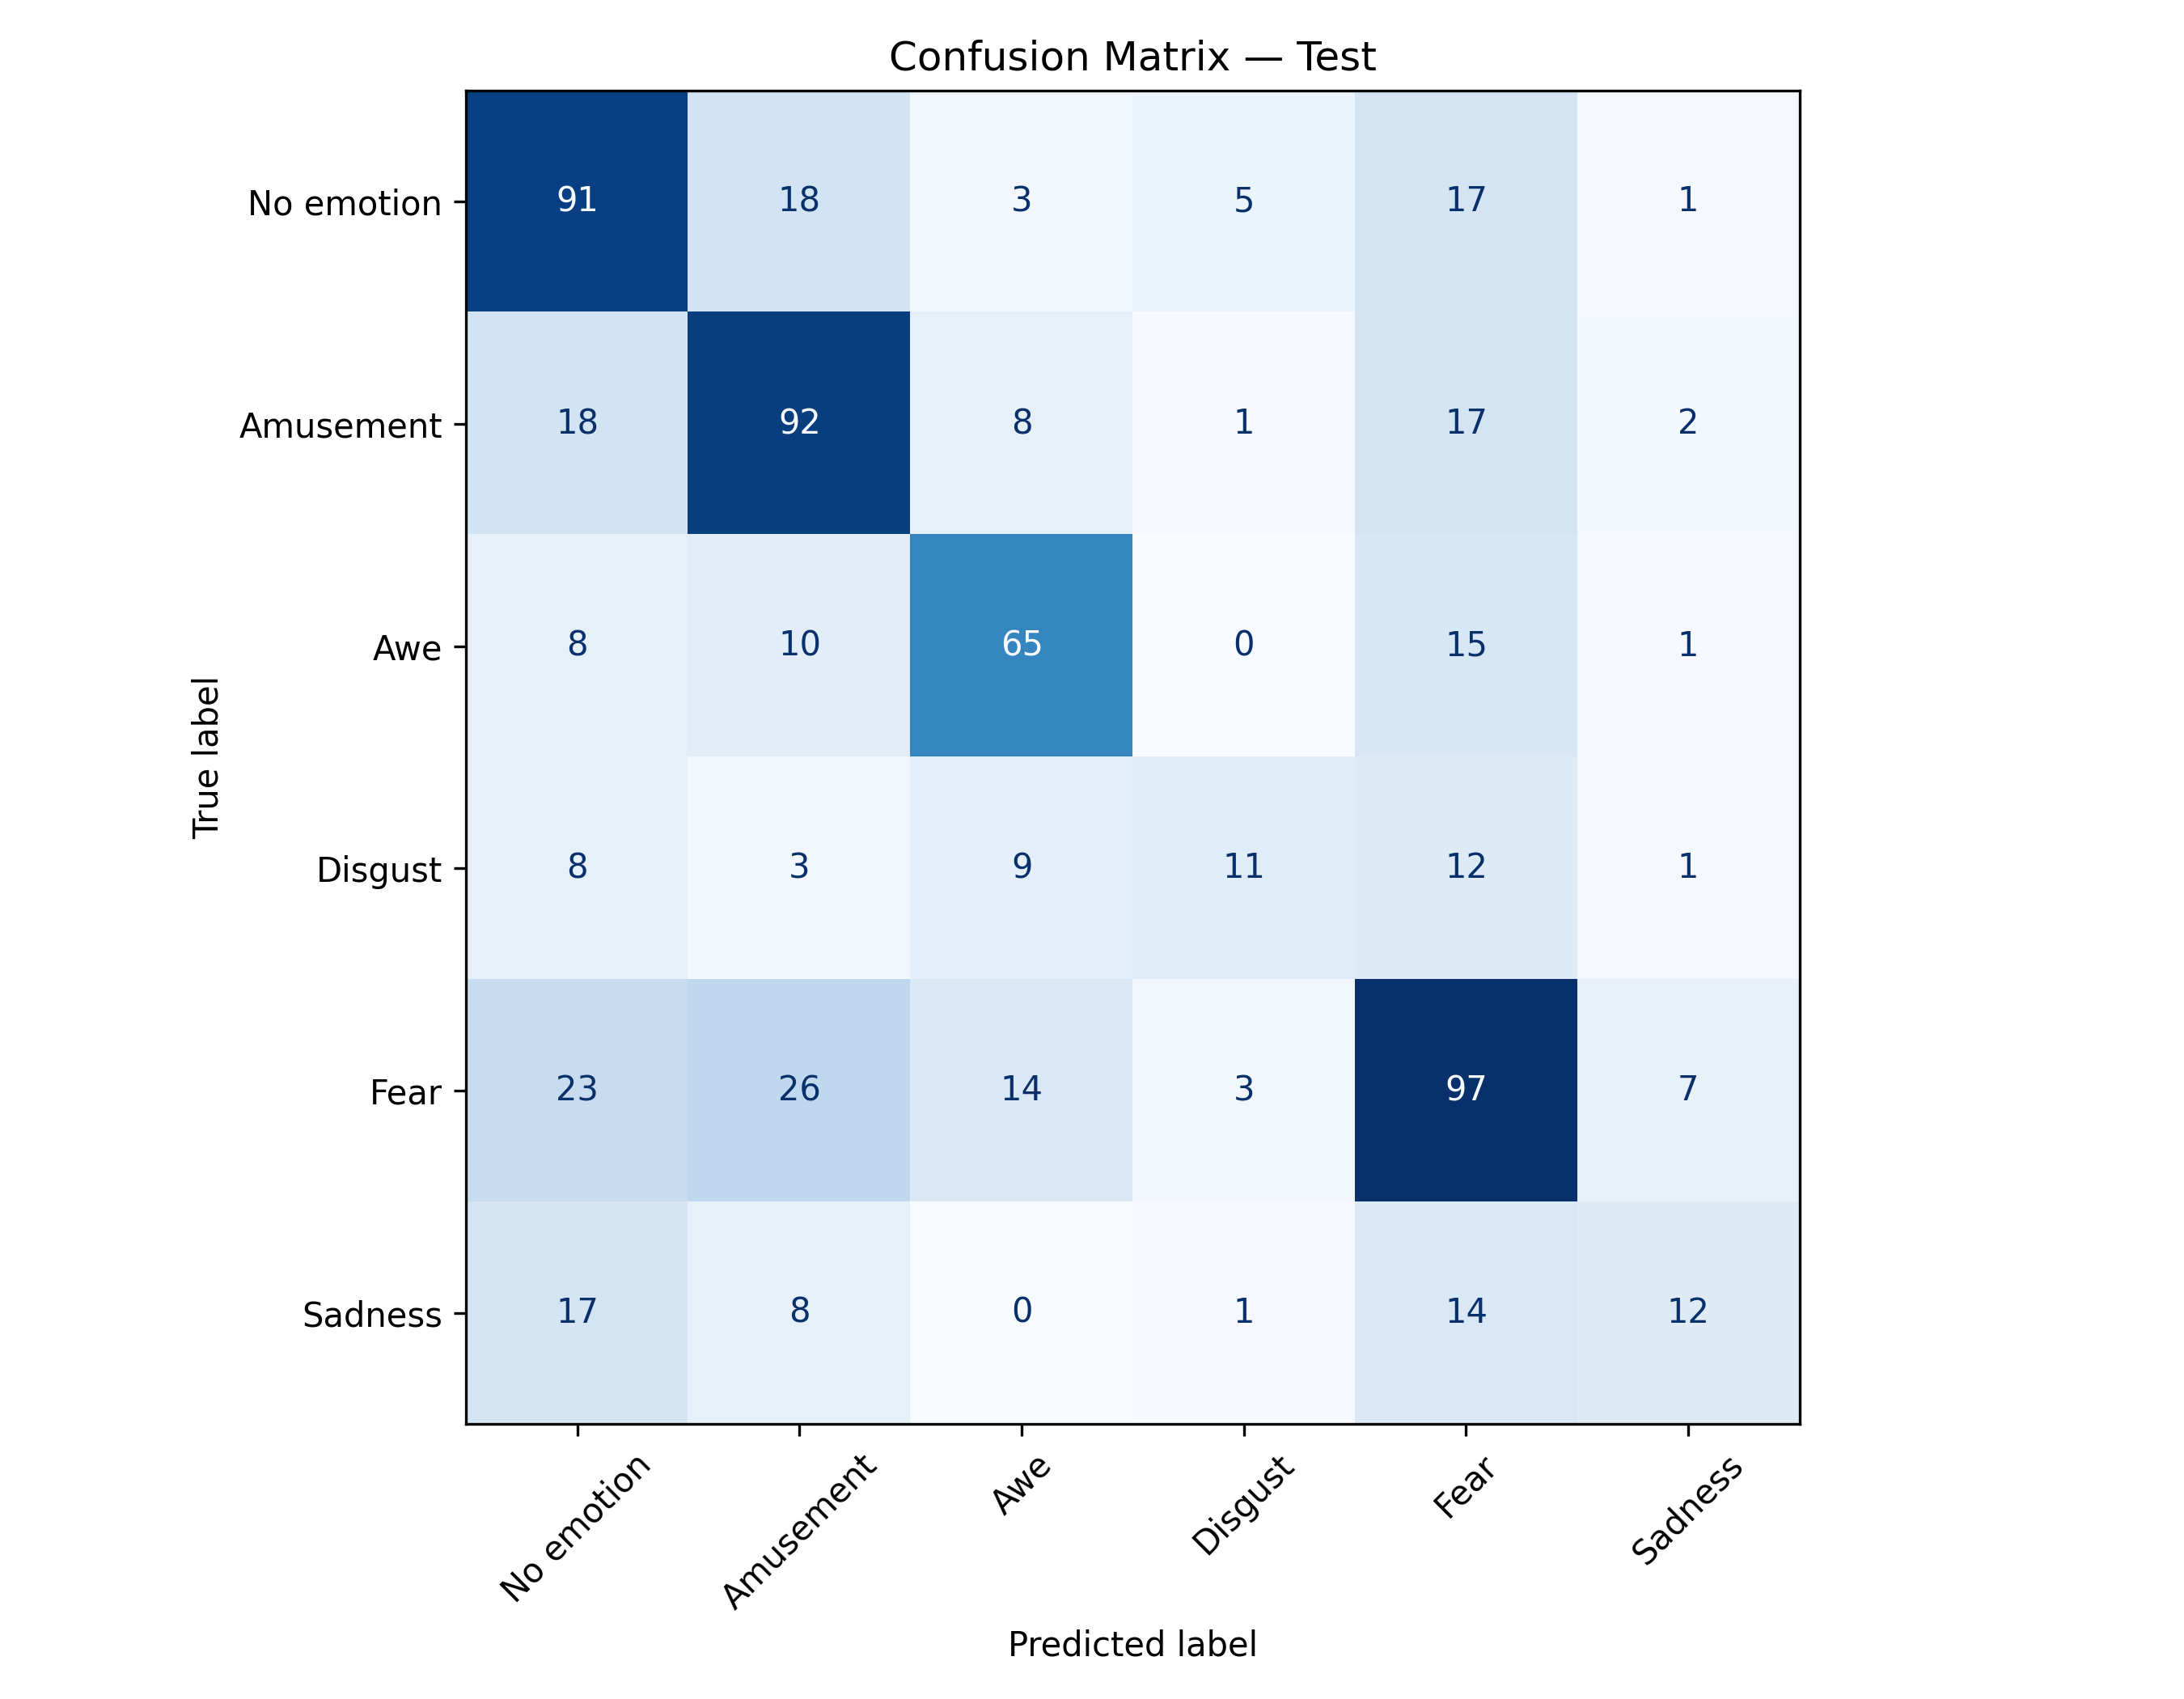 Confusion Matrix — Test
No emotion 91 18 3 5 17 1
Amusement 18 92 8 1 17 2
Awe 8 10 65 0 15 1
Disgust 8 3 9 11 12 1
Fear 23 26 14 3 97 7
Sadness 17 8 0 1 14 12
True label
No emotion Amusement Awe Disgust Fear Sadness
Predicted label